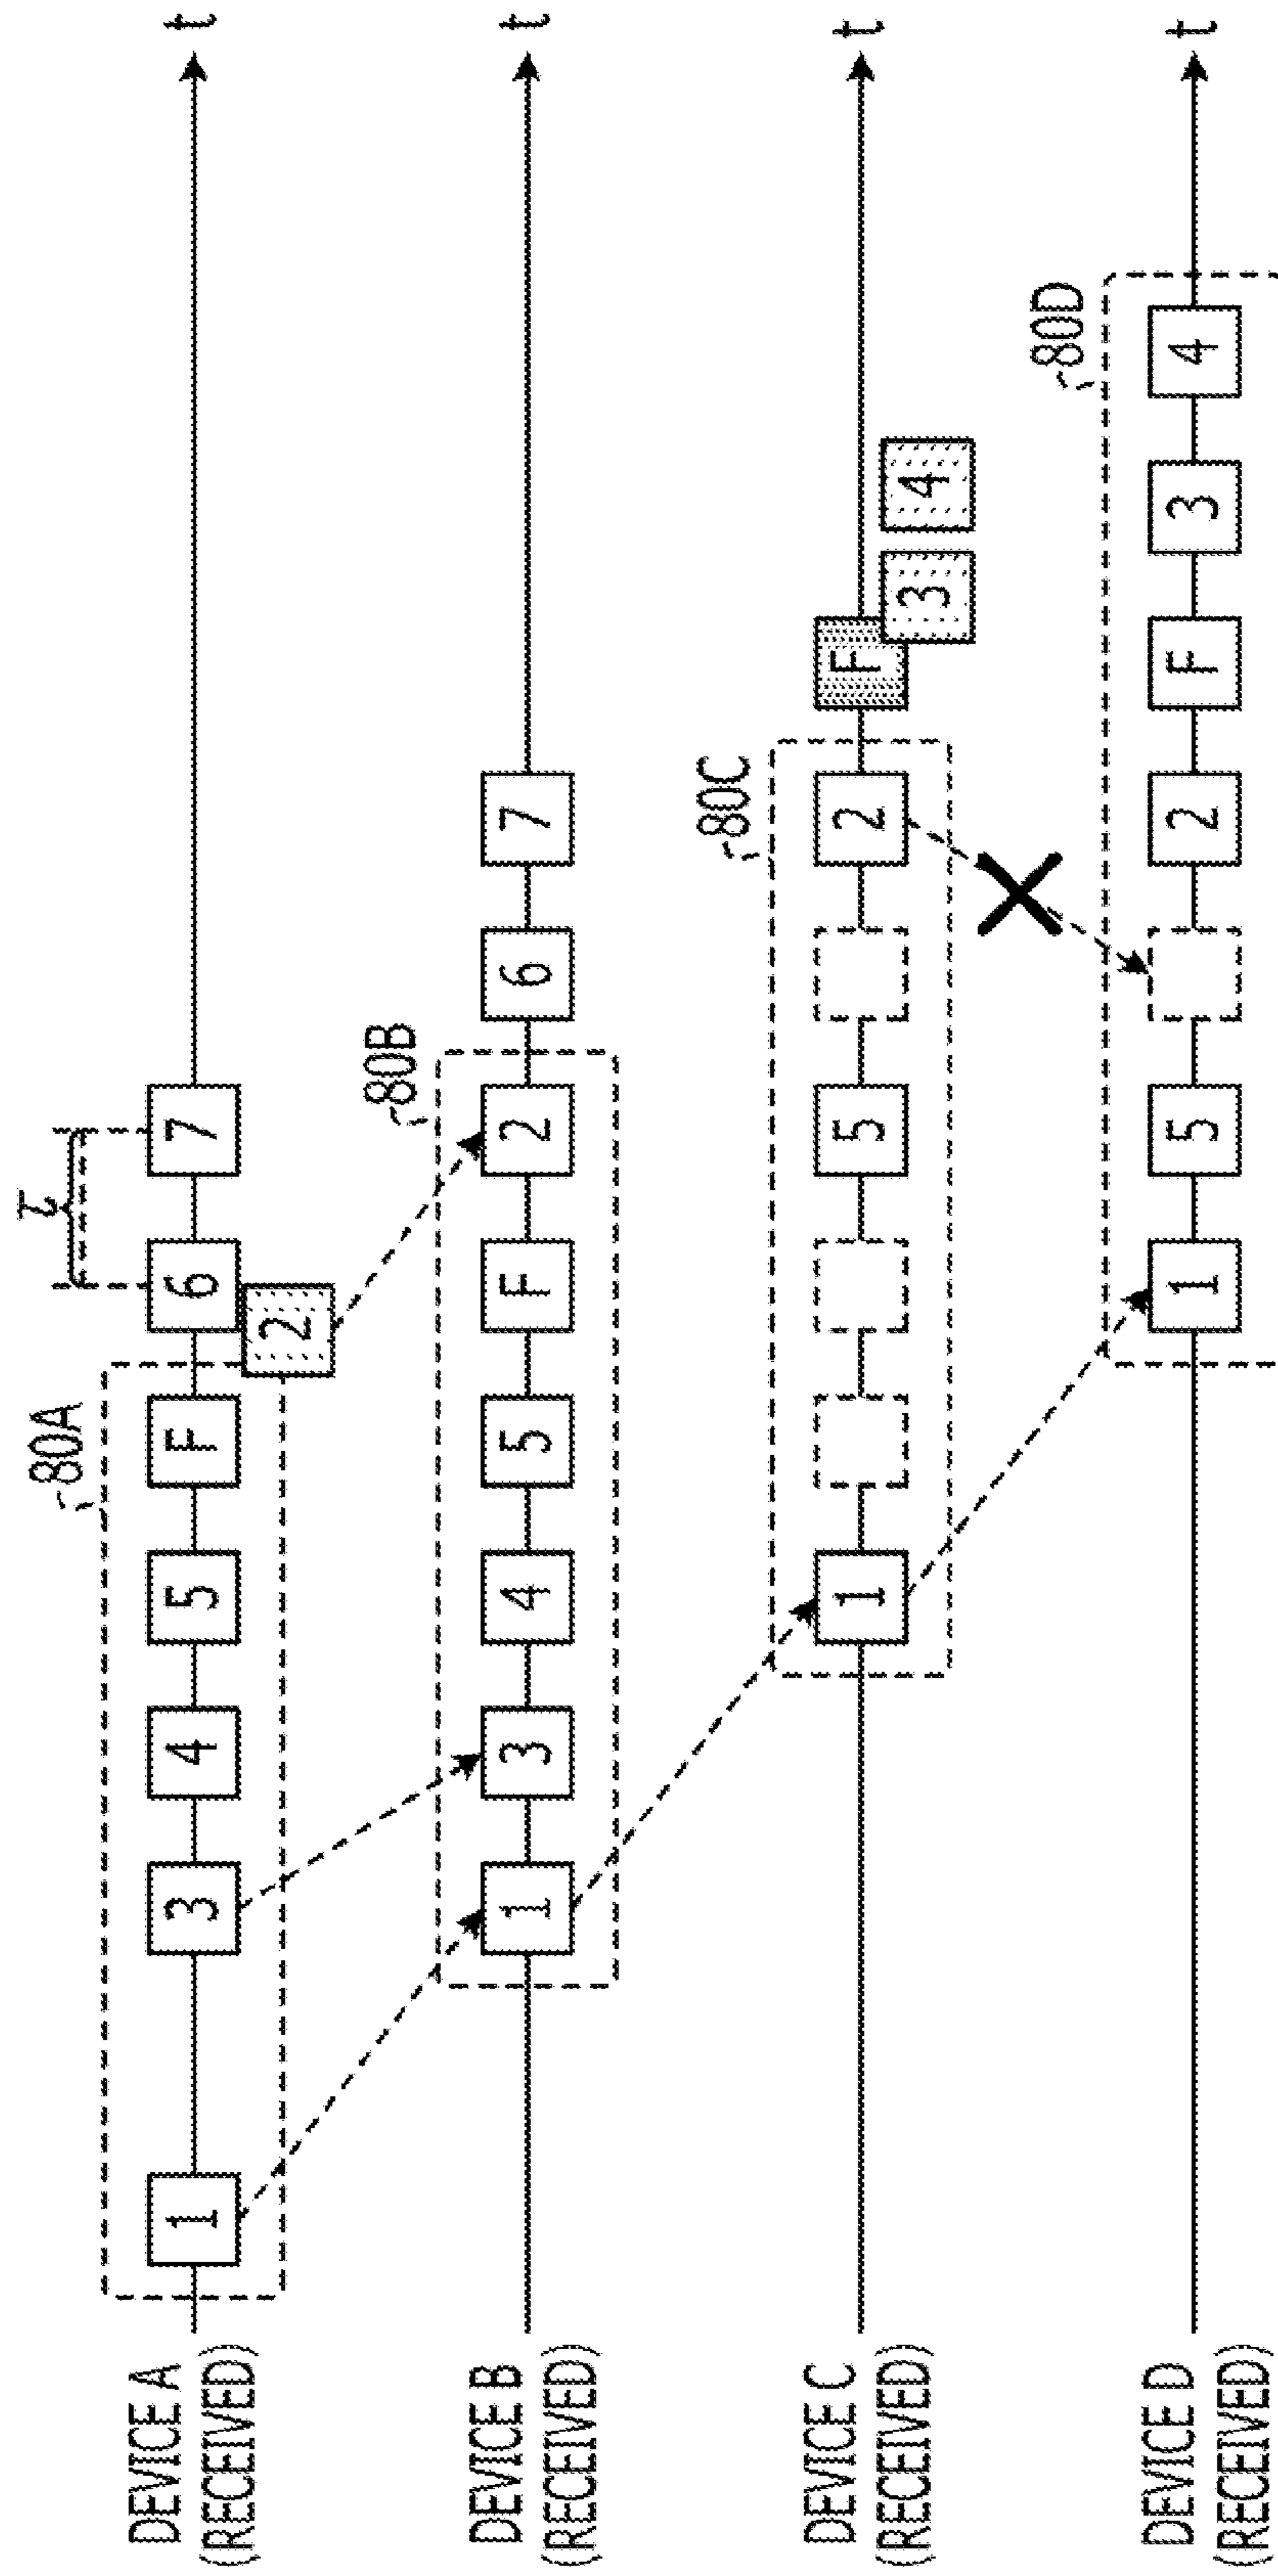 80A
τ
DEVICE A
(RECEIVED)
1 3 4 5 F 6 7 t
2
80B
DEVICE B
(RECEIVED)
1 3 4 5 F 2 6 7 t
80C
DEVICE C
(RECEIVED)
1 5 2 F t
3 4
80D
DEVICE D
(RECEIVED)
1 5 2 F 3 4 t